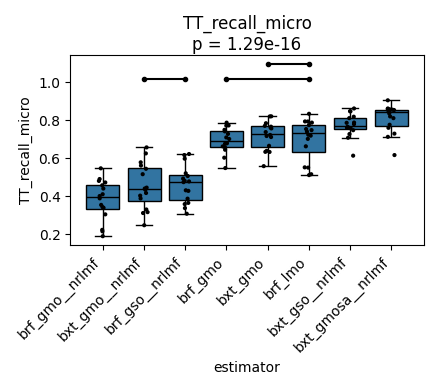 TT_recall_micro
p = 1.29e-16
TT_recall_micro
1.0
0.8
0.6
0.4
0.2
brf_gmo__nrlmf
bxt_gmo__nrlmf
brf_gso__nrlmf
brf_gmo
bxt_gmo
brf_lmo
bxt_gso__nrlmf
bxt_gmosa__nrlmf
estimator